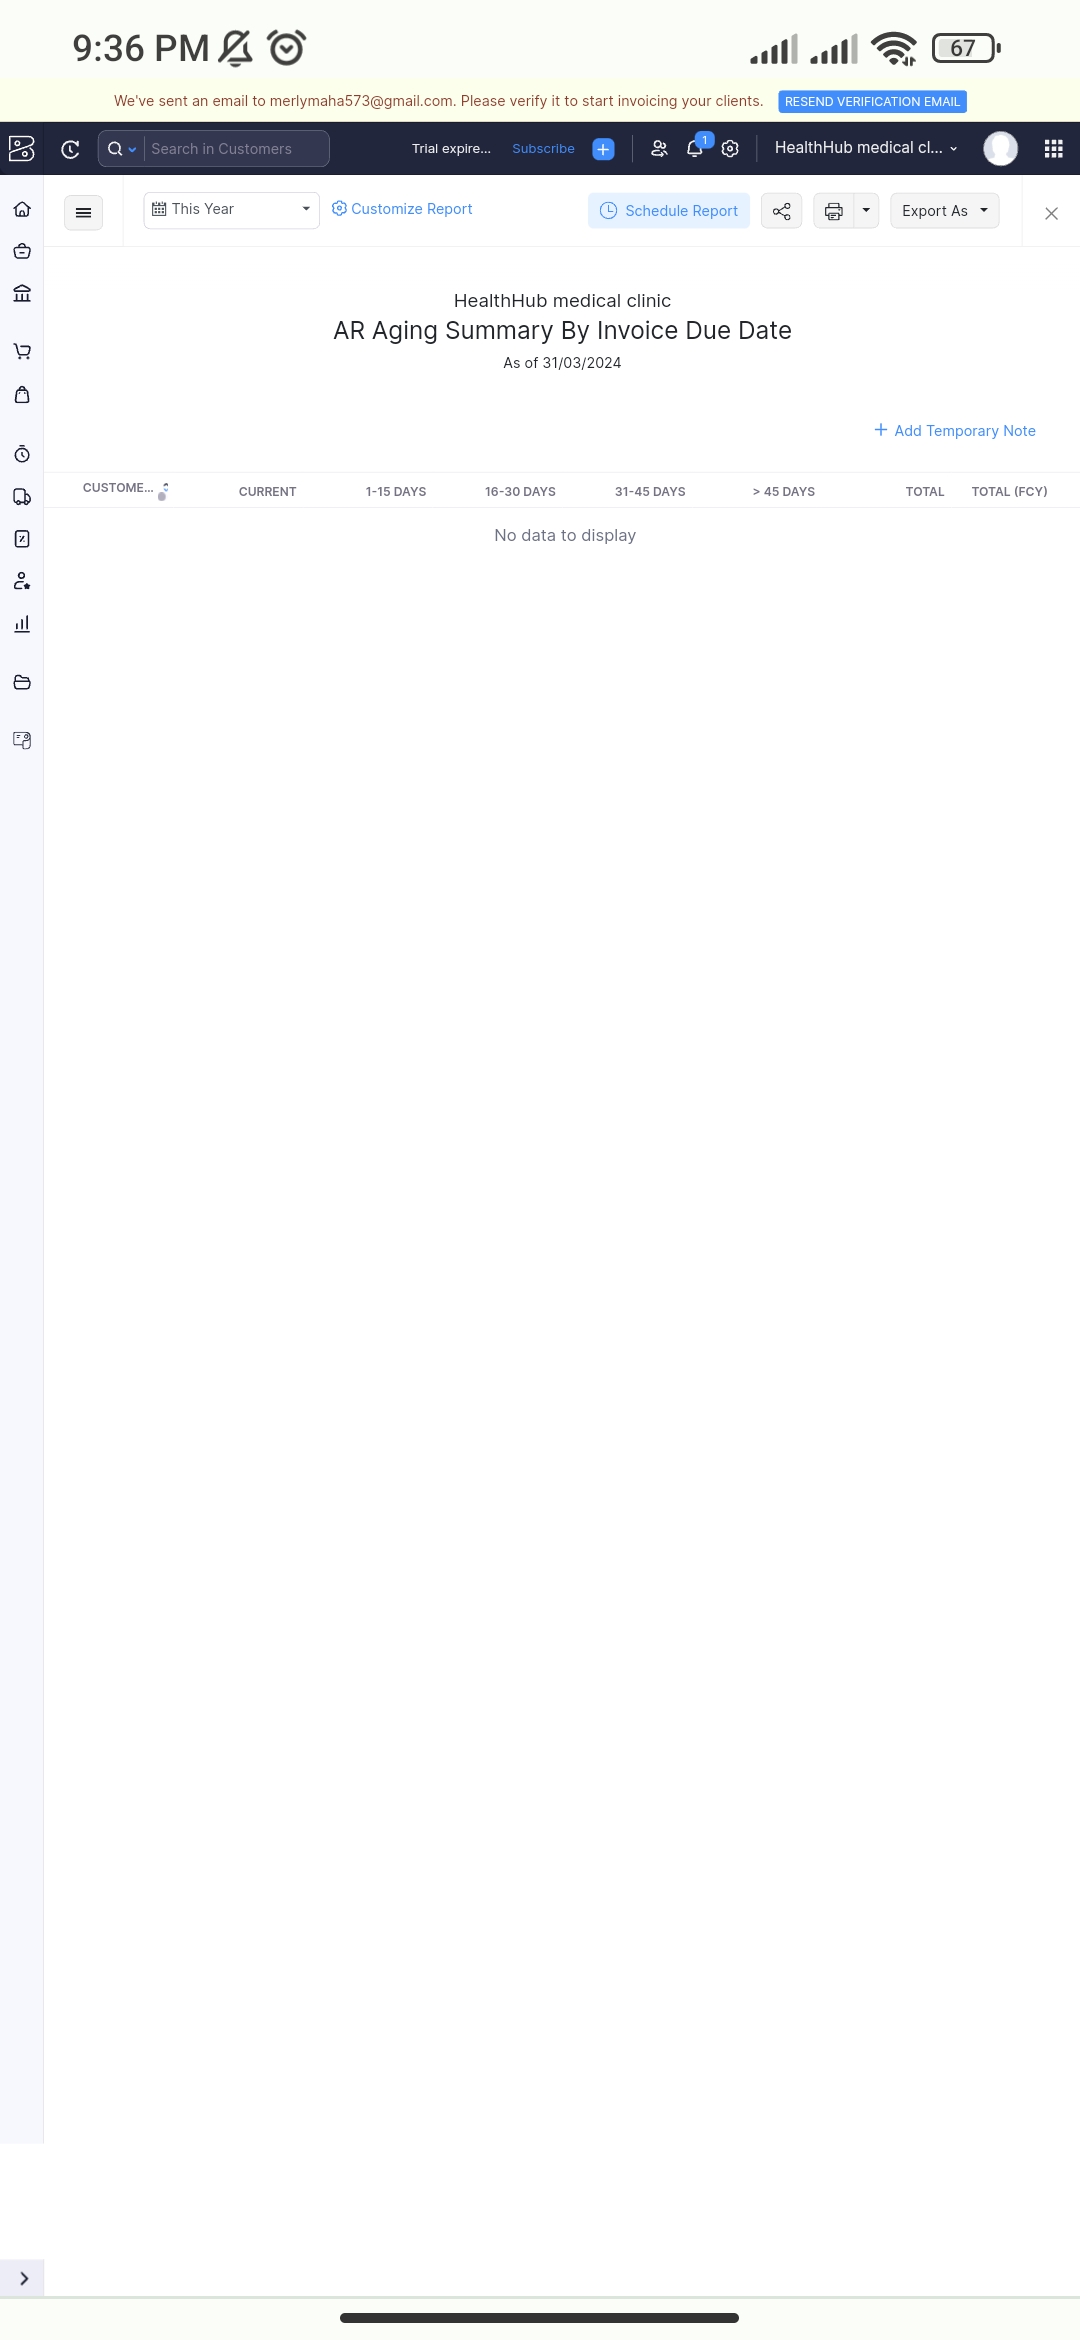 9:36 PM 67
We've sent an email to merlymaha573@gmail.com. Please verify it to start invoicing your clients. RESEND VERIFICATION EMAIL
Search in Customers Trial expire... Subscribe 1 HealthHub medical cl...
This Year Customize Report Schedule Report Export As
HealthHub medical clinic
AR Aging Summary By Invoice Due Date
As of 31/03/2024
+ Add Temporary Note
CUSTOME... CURRENT 1-15 DAYS 16-30 DAYS 31-45 DAYS > 45 DAYS TOTAL TOTAL (FCY)
No data to display